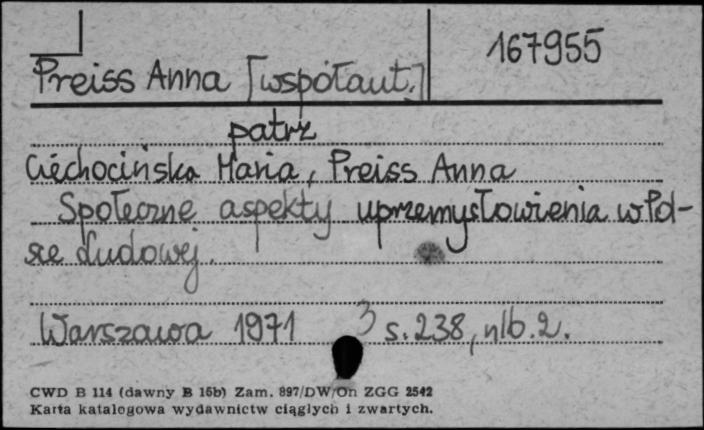 167955
Preiss Anna [współaut.]
patrz
Ciechocińska Maria, Preiss Anna
Społeczne aspekty uprzemysłowienia w Pol-
sce Ludowej.
Warszawa 1971 s. 238, nlb. 2.
CWD B 114 (dawny B 15b) Zam. 897/DW/On ZGG 2542
Karta katalogowa wydawnictw ciągłych i zwartych.